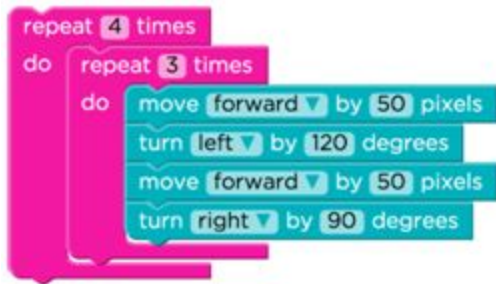 repeat 4 times
do repeat 3 times
do move forward by 50 pixels
turn left by 120 degrees
move forward by 50 pixels
turn right by 90 degrees